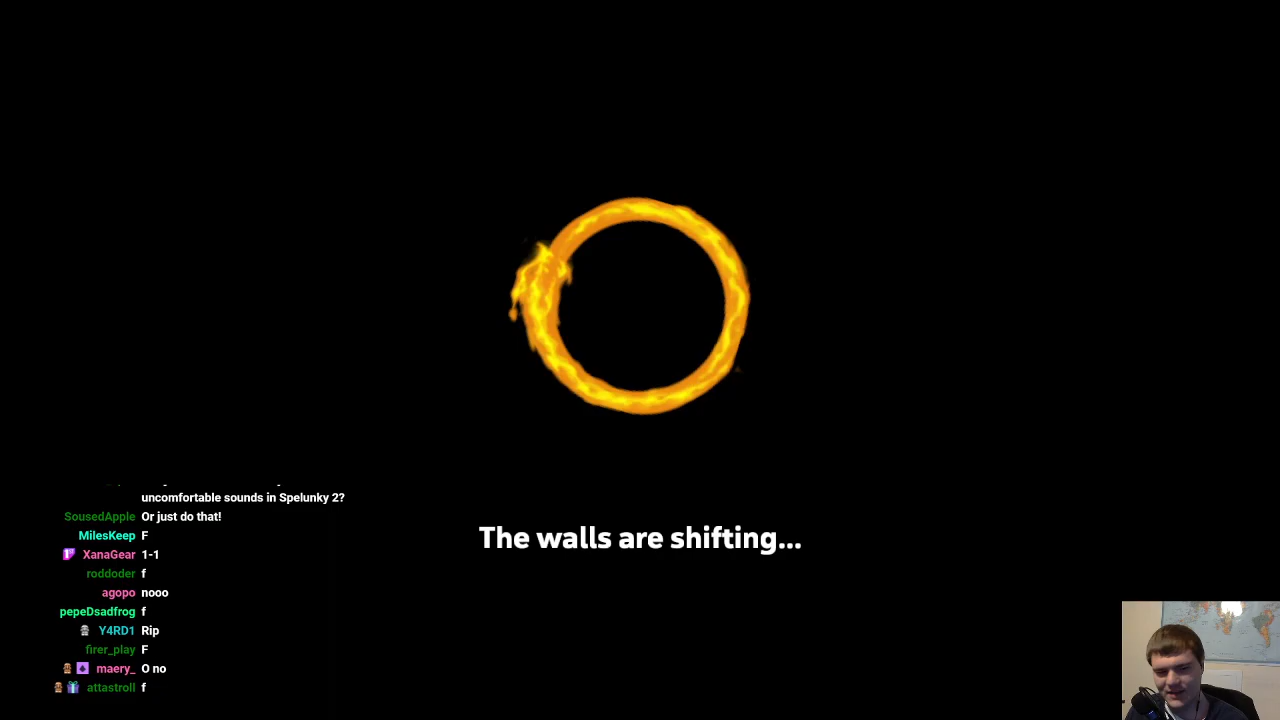 uncomfortable sounds in Spelunky 2?
SousedApple Or just do that!
MilesKeep F
XanaGear 1-1
roddoder f
agopo nooo
pepeDsadfrog f
Y4RD1 Rip
firer_play F
maery_ O no
attastroll f
The walls are shifting...